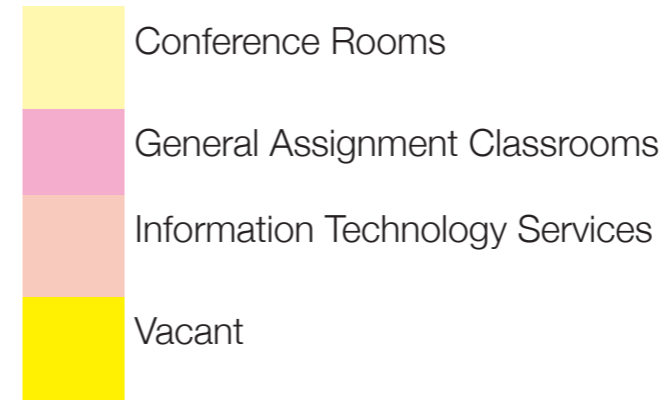 Conference Rooms
General Assignment Classrooms
Information Technology Services
Vacant